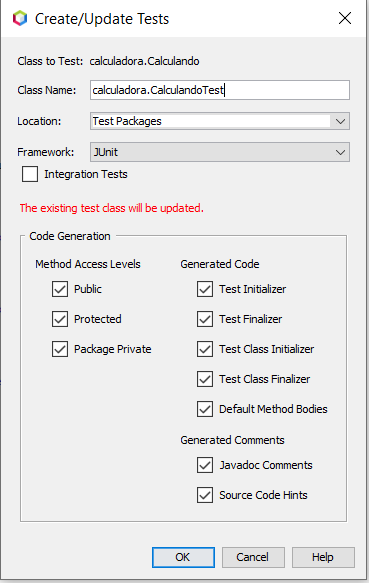 Create/Update Tests
Class to Test: calculadora.Calculando
Class Name: calculadora.CalculandoTest
Location: Test Packages
Framework: JUnit
Integration Tests
The existing test class will be updated.
Code Generation
Method Access Levels
Public
Protected
Package Private
Generated Code
Test Initializer
Test Finalizer
Test Class Initializer
Test Class Finalizer
Default Method Bodies
Generated Comments
Javadoc Comments
Source Code Hints
OK Cancel Help